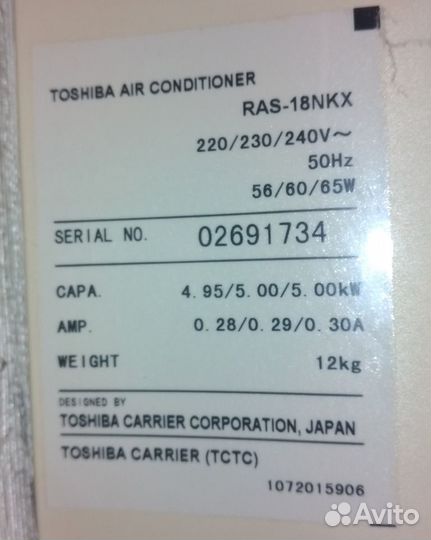 TOSHIBA AIR CONDITIONER
RAS-18NKX
220/230/240V～
50Hz
56/60/65W
SERIAL NO. 02691734
CAPA. 4.95/5.00/5.00kW
AMP. 0.28/0.29/0.30A
WEIGHT 12kg
DESIGNED BY
TOSHIBA CARRIER CORPORATION, JAPAN
TOSHIBA CARRIER (TCTC)
1072015906
Avito